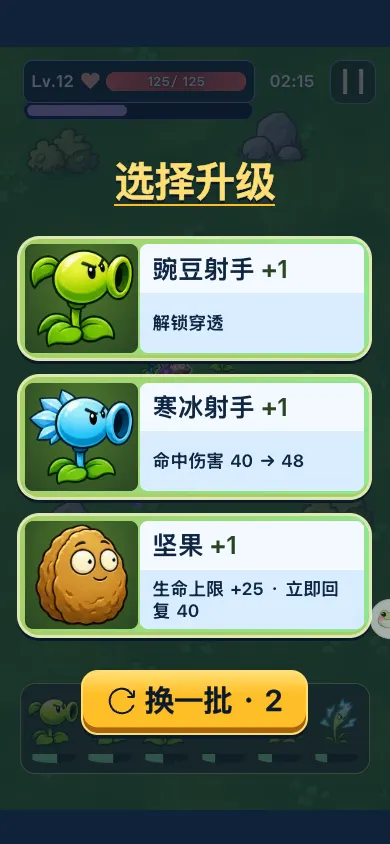 Lv.12
125/ 125
02:15
选择升级
豌豆射手 +1
解锁穿透
寒冰射手 +1
命中伤害 40 → 48
坚果 +1
生命上限 +25 · 立即回
复 40
换一批 · 2